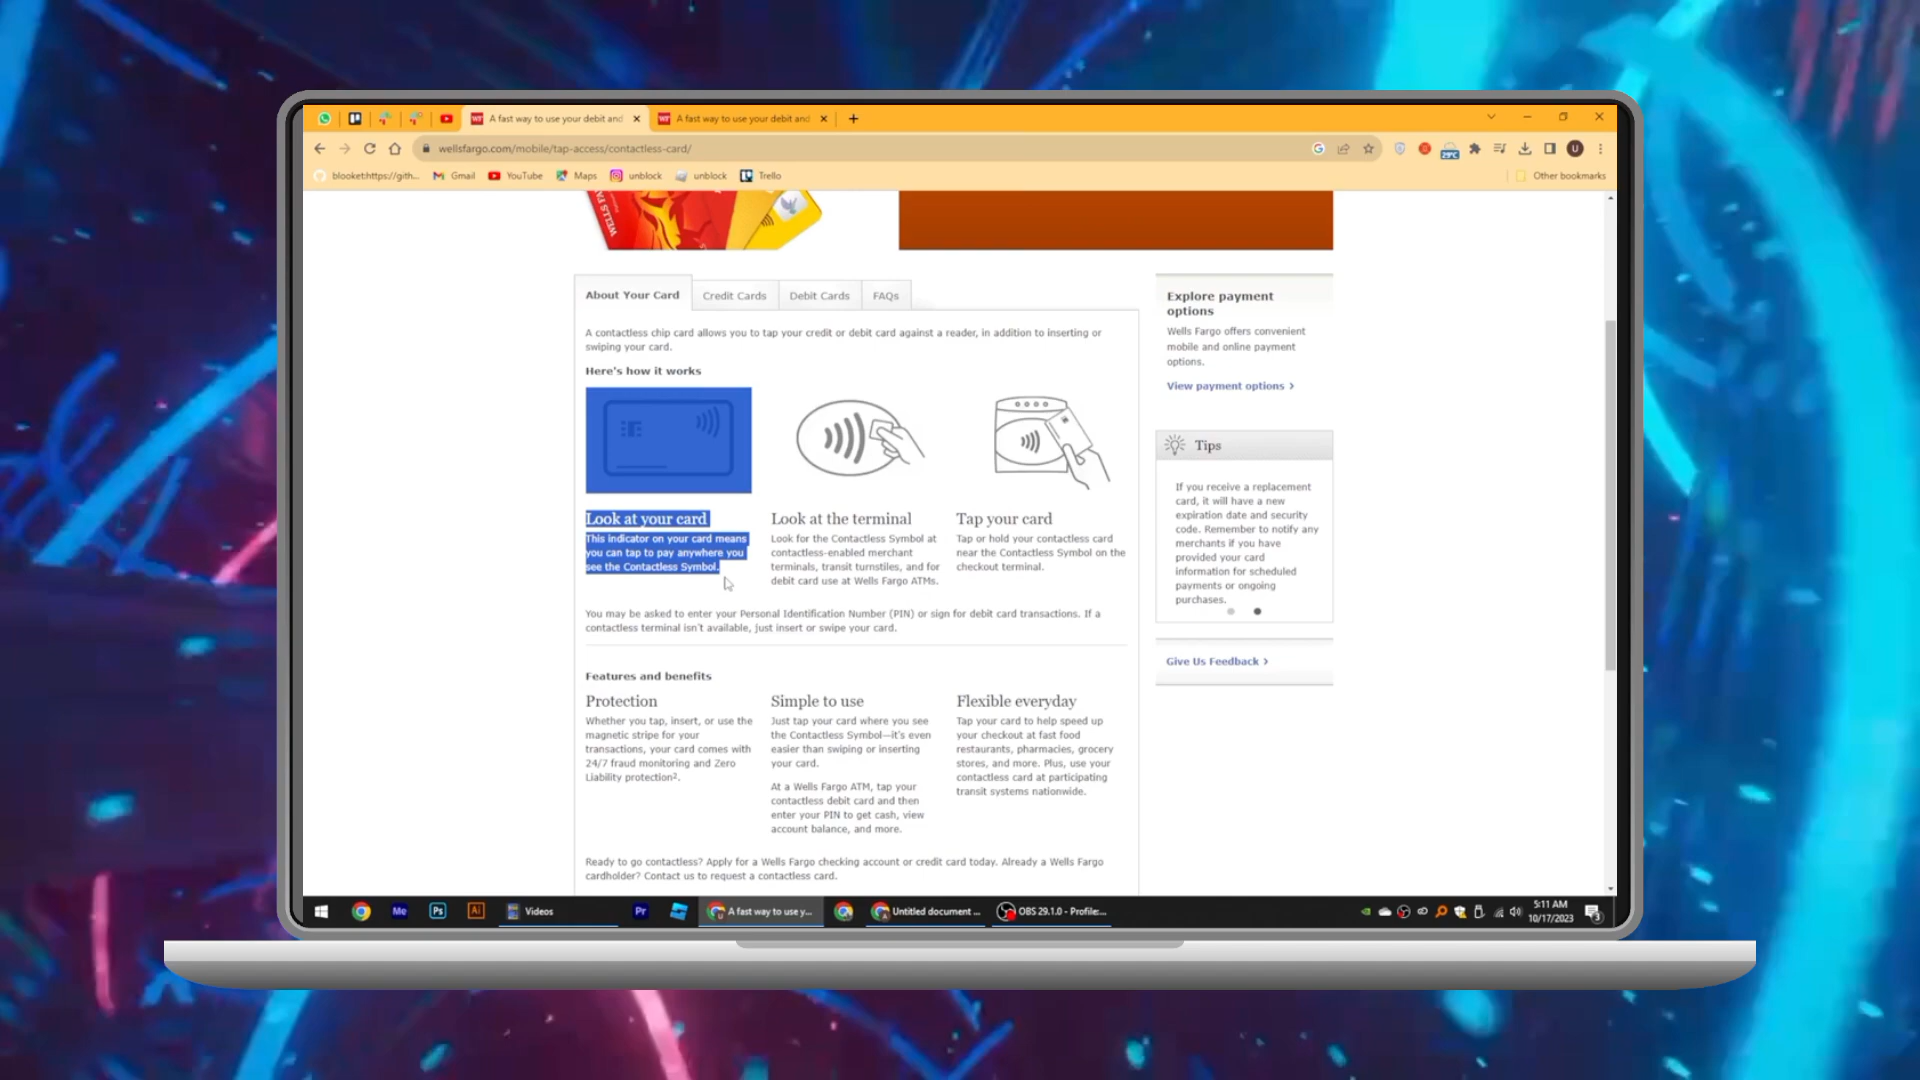 A fast way to use your debit and
A fast way to use your debit and
wellsfargo.com/mobile/tap-access/contactless-card/
G
29°C
U
blooket:https://gith...
Gmail
YouTube
Maps
unblock
unblock
Trello
Other bookmarks
WELLS FA
About Your Card
Credit Cards
Debit Cards
FAQs
A contactless chip card allows you to tap your credit or debit card against a reader, in addition to inserting or
swiping your card.
Here's how it works
Look at your card
This indicator on your card means
you can tap to pay anywhere you
see the Contactless Symbol.
Look at the terminal
Look for the Contactless Symbol at
contactless-enabled merchant
terminals, transit turnstiles, and for
debit card use at Wells Fargo ATMs.
Tap your card
Tap or hold your contactless card
near the Contactless Symbol on the
checkout terminal.
You may be asked to enter your Personal Identification Number (PIN) or sign for debit card transactions. If a
contactless terminal isn't available, just insert or swipe your card.
Features and benefits
Protection
Whether you tap, insert, or use the
magnetic stripe for your
transactions, your card comes with
24/7 fraud monitoring and Zero
Liability protection².
Simple to use
Just tap your card where you see
the Contactless Symbol—it's even
easier than swiping or inserting
your card.
At a Wells Fargo ATM, tap your
contactless debit card and then
enter your PIN to get cash, view
account balance, and more.
Flexible everyday
Tap your card to help speed up
your checkout at fast food
restaurants, pharmacies, grocery
stores, and more. Plus, use your
contactless card at participating
transit systems nationwide.
Ready to go contactless? Apply for a Wells Fargo checking account or credit card today. Already a Wells Fargo
cardholder? Contact us to request a contactless card.
Explore payment
options
Wells Fargo offers convenient
mobile and online payment
options.
View payment options
Tips
If you receive a replacement
card, it will have a new
expiration date and security
code. Remember to notify any
merchants if you have
provided your card
information for scheduled
payments or ongoing
purchases.
Give Us Feedback
Me
Ps
Ai
Videos
Pr
A fast way to use y...
Untitled document ...
OBS 29.1.0 - Profile:...
5:11 AM
10/17/2023
3